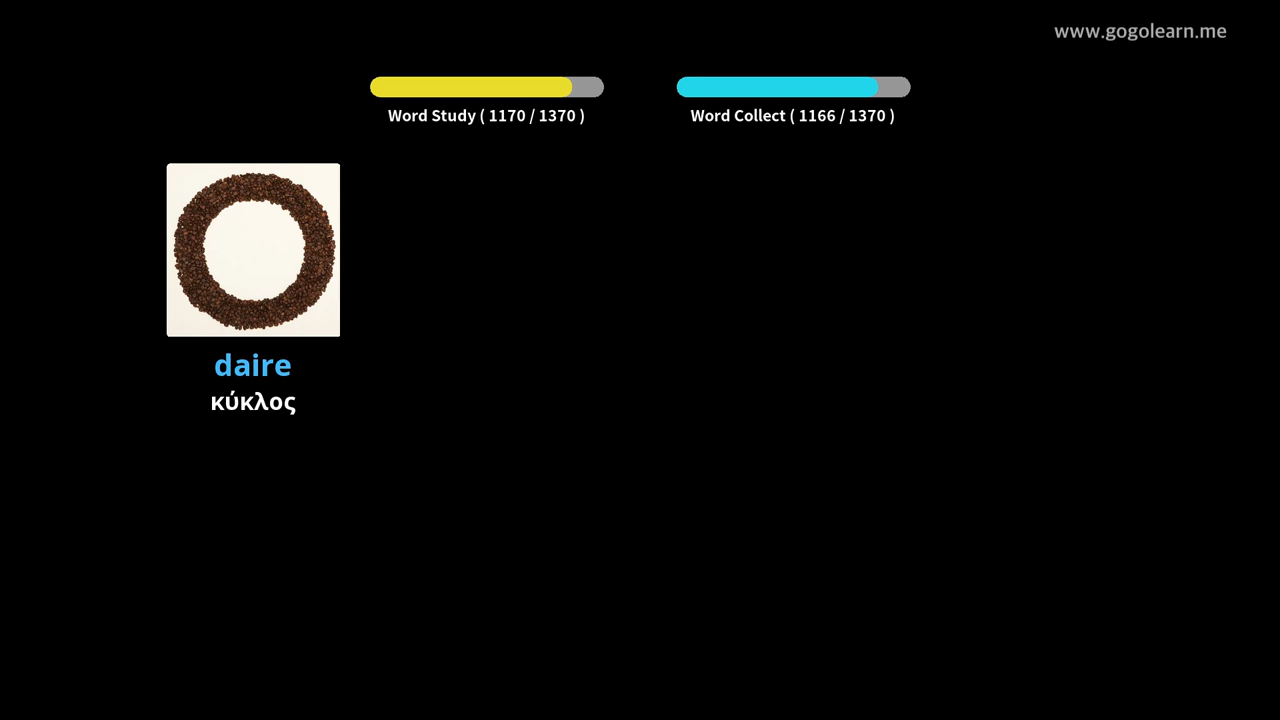 www.gogolearn.me
Word Study ( 1170 / 1370 )
Word Collect ( 1166 / 1370 )
daire
κύκλος